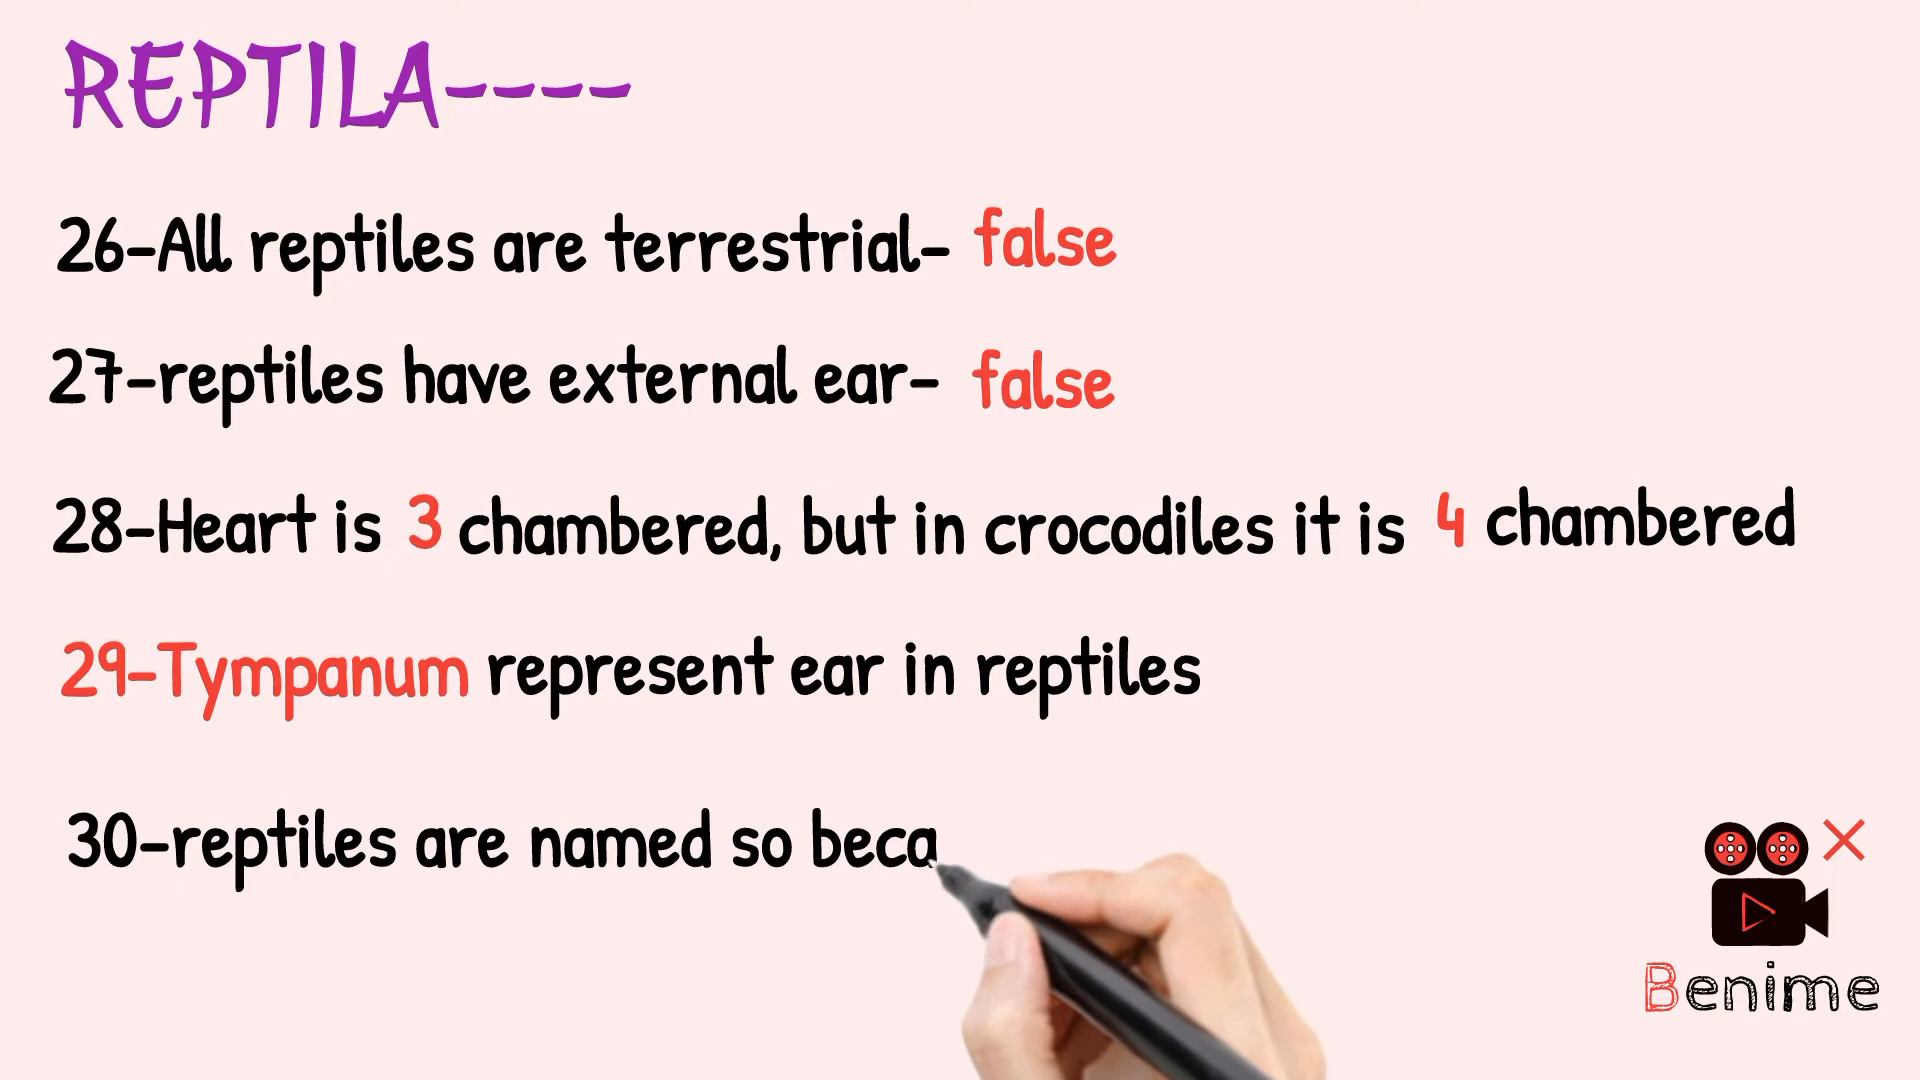 REPTILA----
26-All reptiles are terrestrial- false
27-reptiles have external ear- false
28-Heart is 3 chambered, but in crocodiles it is 4 chambered
29-Tympanum represent ear in reptiles
30-reptiles are named so beca
Benime